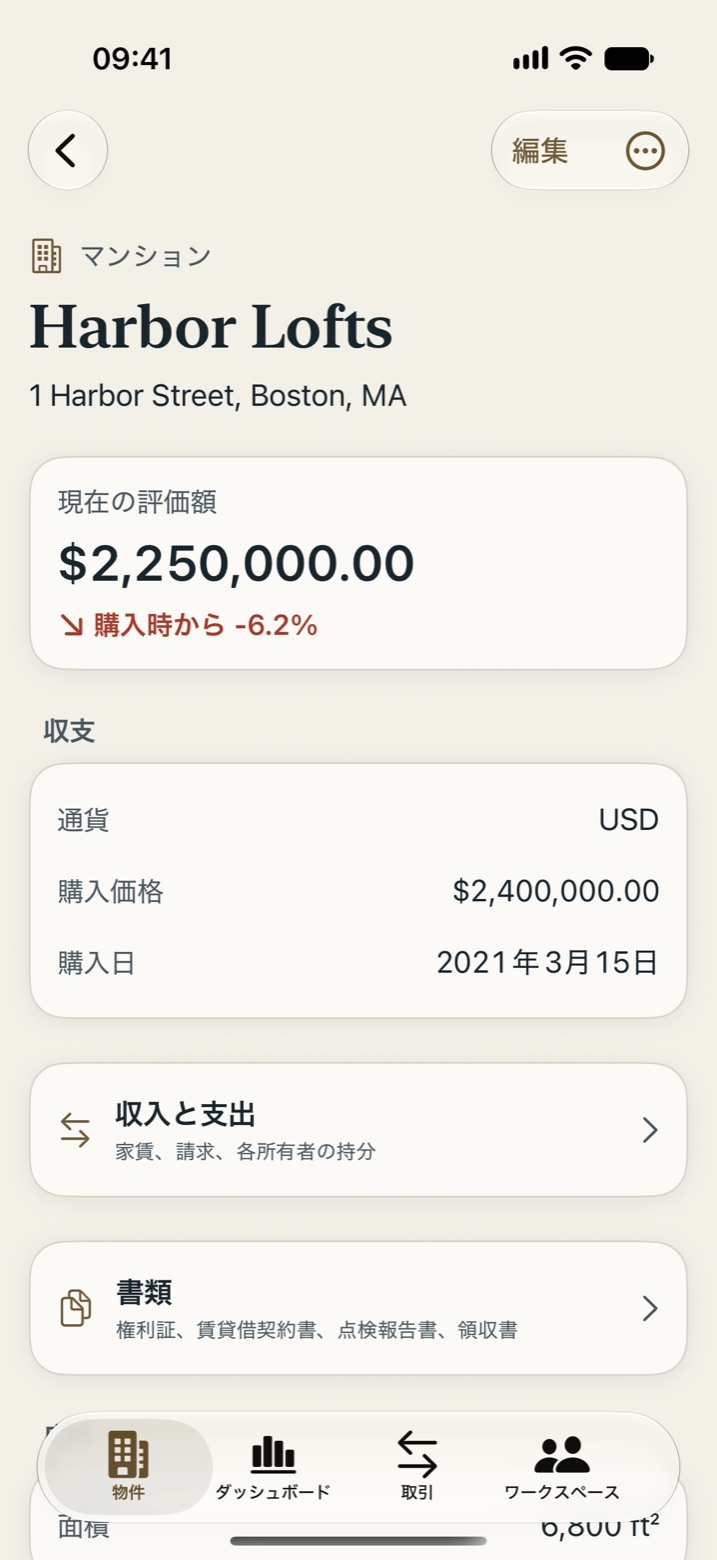 09:41
編集
マンション
Harbor Lofts
1 Harbor Street, Boston, MA
現在の評価額
$2,250,000.00
購入時から -6.2%
収支
通貨 USD
購入価格 $2,400,000.00
購入日 2021年3月15日
収入と支出
家賃、請求、各所有者の持分
書類
権利証、賃貸借契約書、点検報告書、領収書
物件 ダッシュボード 取引 ワークスペース
面積 6,800 ft²